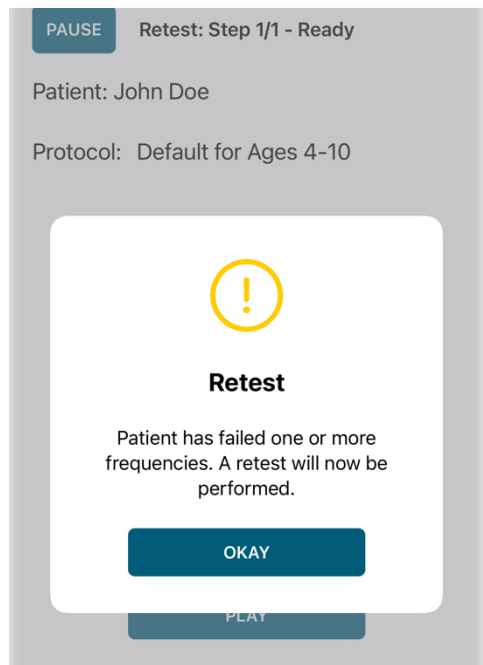 PAUSE Retest: Step 1/1 - Ready
Patient: John Doe
Protocol: Default for Ages 4-10
!
Retest
Patient has failed one or more
frequencies. A retest will now be
performed.
OKAY
PLAY